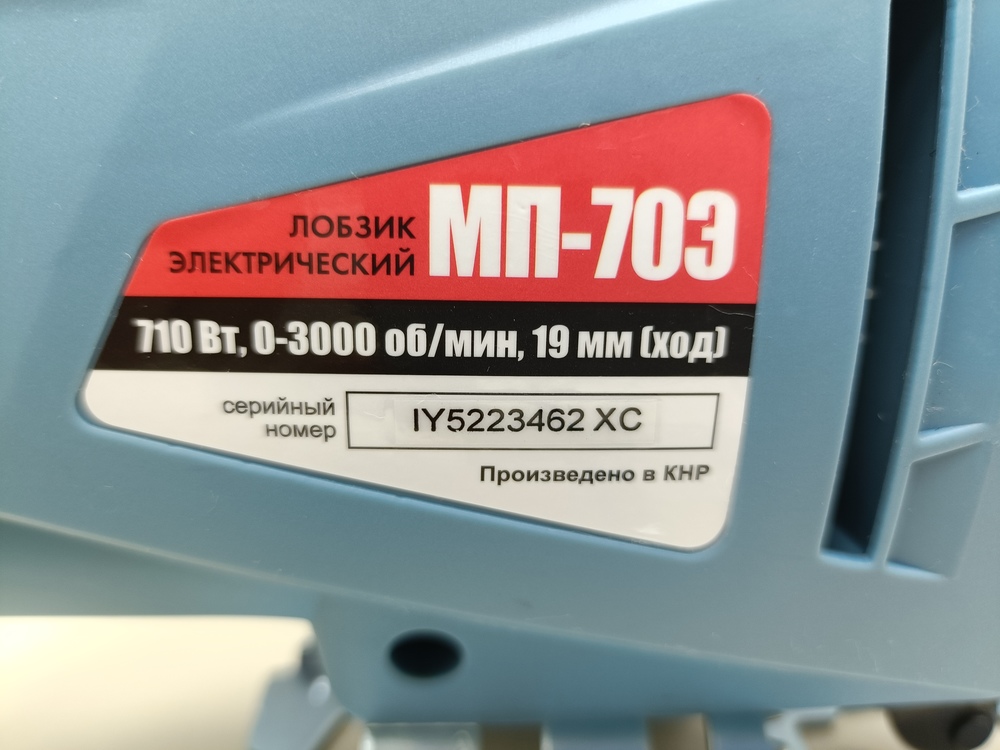 ЛОБЗИК
ЭЛЕКТРИЧЕСКИЙ
МП-70Э
710 Вт, 0-3000 об/мин, 19 мм (ход)
серийный
номер
IY5223462 XC
Произведено в КНР